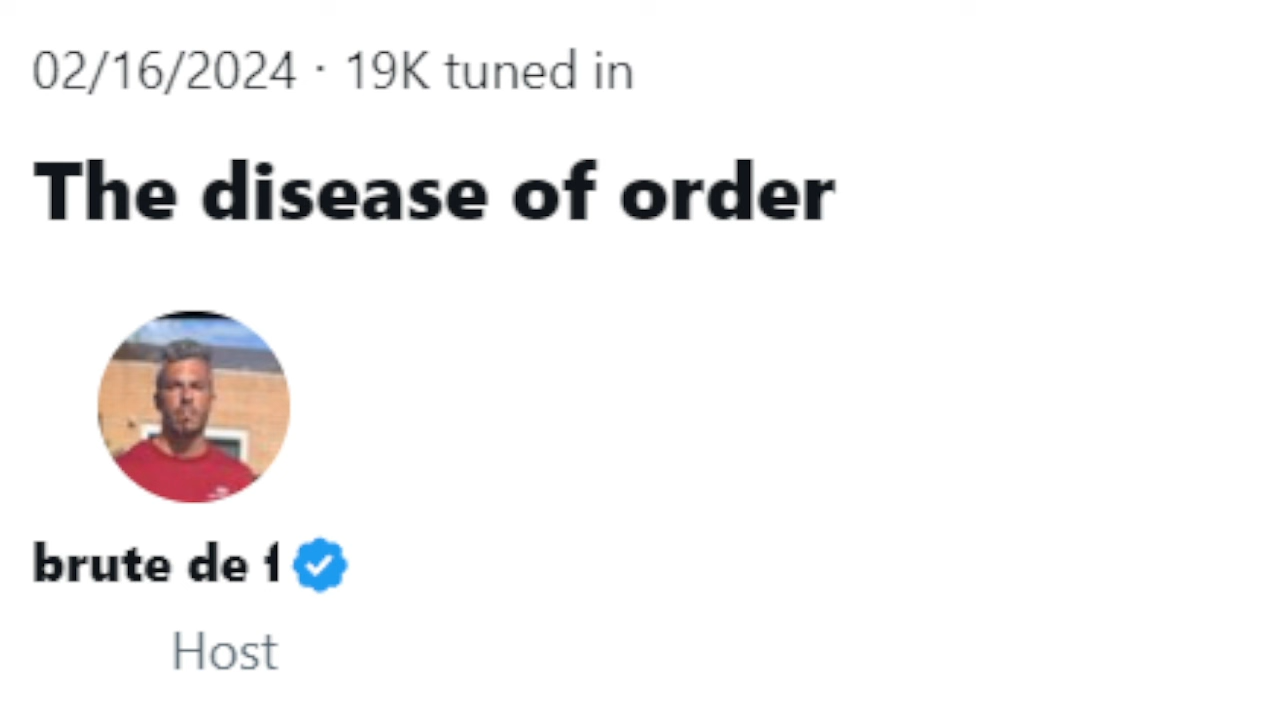 02/16/2024 · 19K tuned in
The disease of order
brute de f
Host